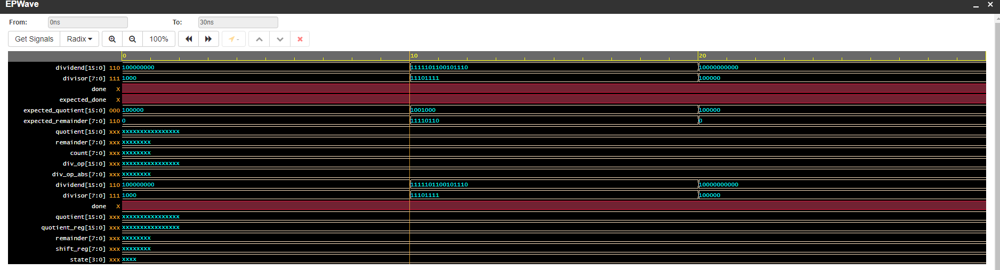 EPWave
From: 0ns To: 30ns
Get Signals Radix 100% -
0 10 20
dividend[15:0] 110 100000000 1111101100101110 10000000000
divisor[7:0] 111 1000 11101111 100000
done X
expected_done X
expected_quotient[15:0] 000 100000 1001000 100000
expected_remainder[7:0] 110 0 11110110 0
quotient[15:0] xxx xxxxxxxxxxxxxxxx
remainder[7:0] xxx xxxxxxxx
count[7:0] xxx xxxxxxxx
div_op[15:0] xxx xxxxxxxxxxxxxxxx
div_op_abs[7:0] xxx xxxxxxxx
dividend[15:0] 110 100000000 1111101100101110 10000000000
divisor[7:0] 111 1000 11101111 100000
done X
quotient[15:0] xxx xxxxxxxxxxxxxxxx
quotient_reg[15:0] xxx xxxxxxxxxxxxxxxx
remainder[7:0] xxx xxxxxxxx
shift_reg[7:0] xxx xxxxxxxx
state[3:0] xxx xxxx